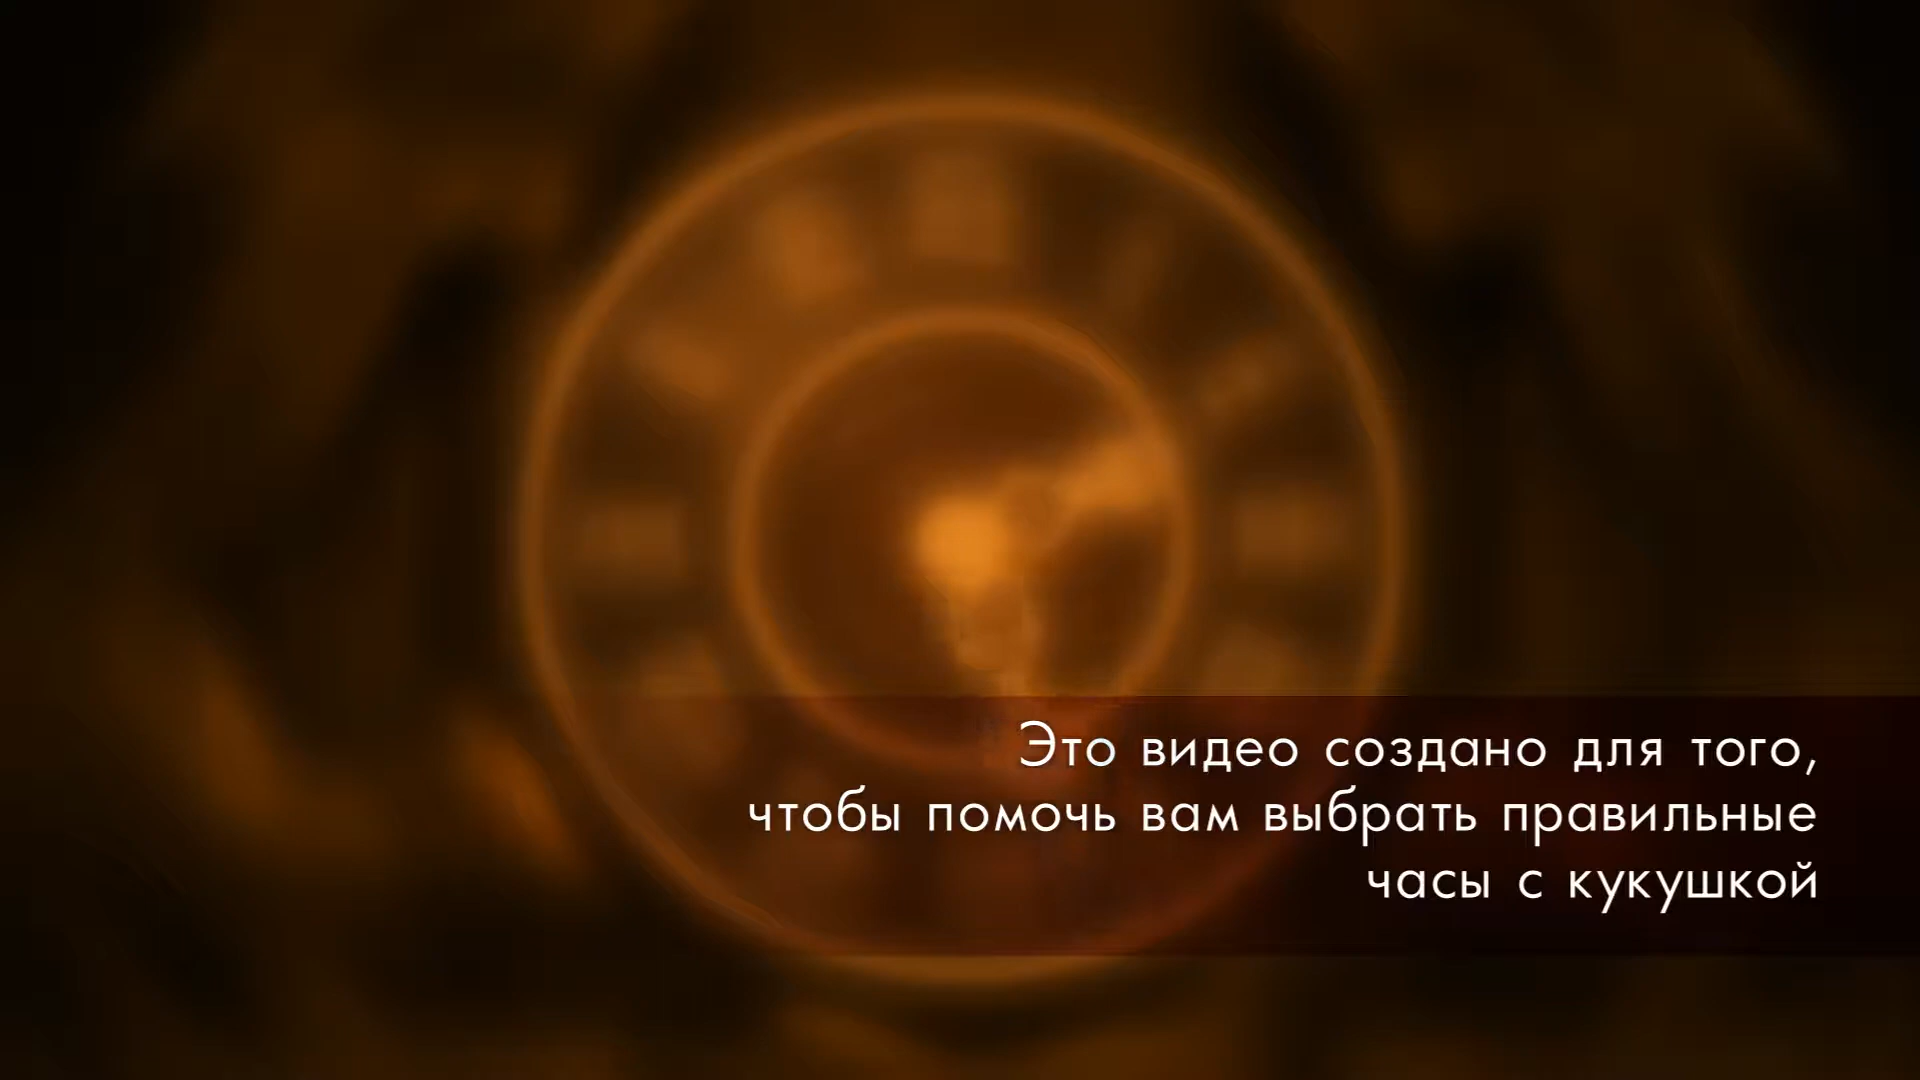 Это видео создано для того,
чтобы помочь вам выбрать правильные
часы с кукушкой